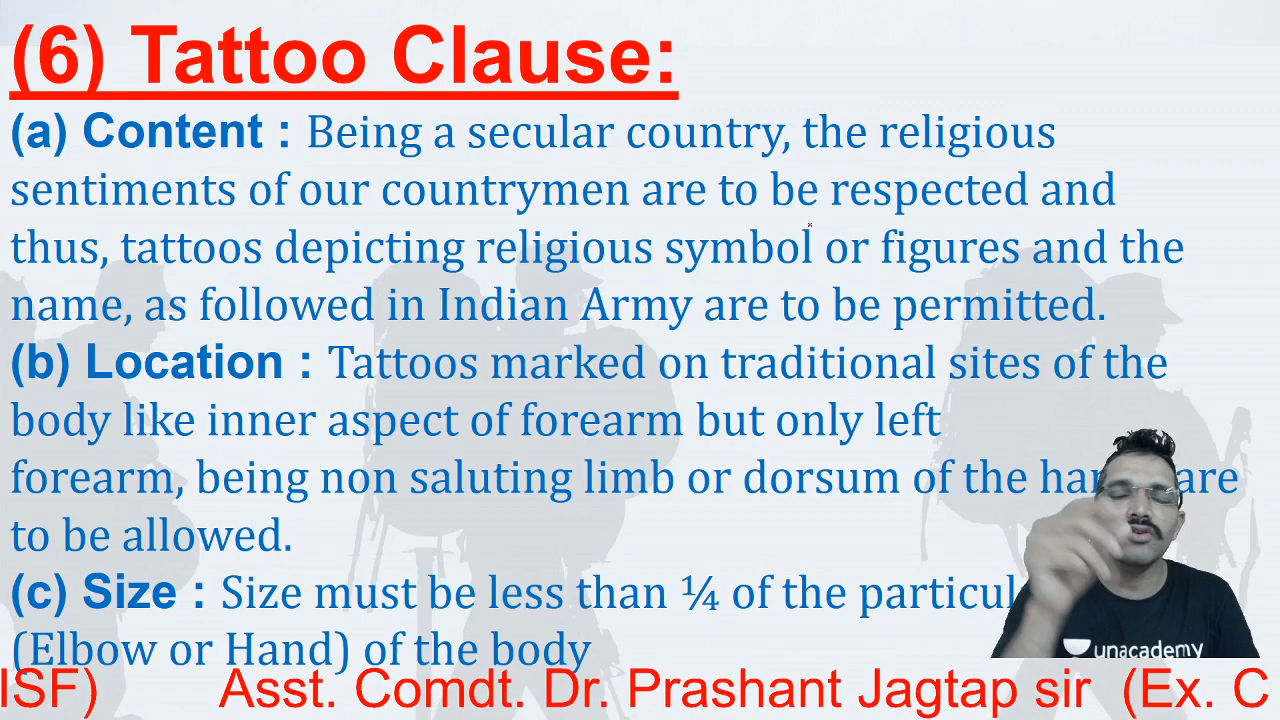 (6) Tattoo Clause:
(a) Content : Being a secular country, the religious
sentiments of our countrymen are to be respected and
thus, tattoos depicting religious symbol or figures and the
name, as followed in Indian Army are to be permitted.
(b) Location : Tattoos marked on traditional sites of the
body like inner aspect of forearm but only left
forearm, being non saluting limb or dorsum of the are
to be allowed.
(c) Size : Size must be less than ¼ of the
(Elbow or Hand) of the body
unacademy
ISF) Asst. Comdt. Dr. Prashant Jagtap sir (Ex. C